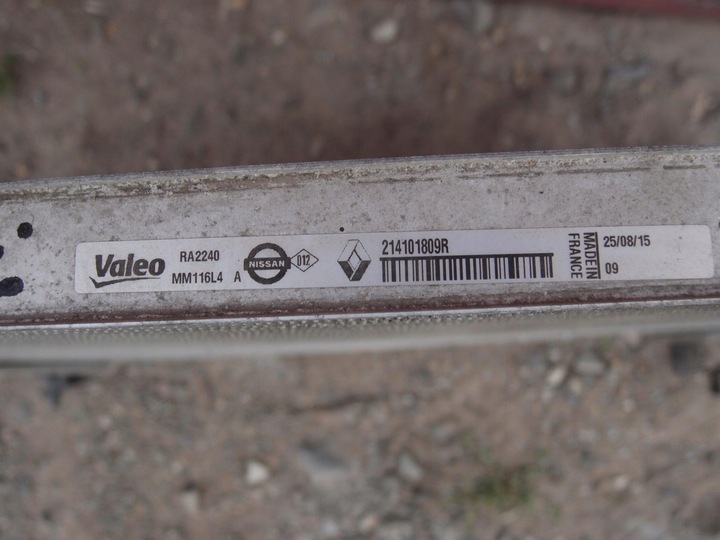 Valeo
RA2240
MM116L4 A
NISSAN
012
214101809R
MADE IN
FRANCE
25/08/15
09